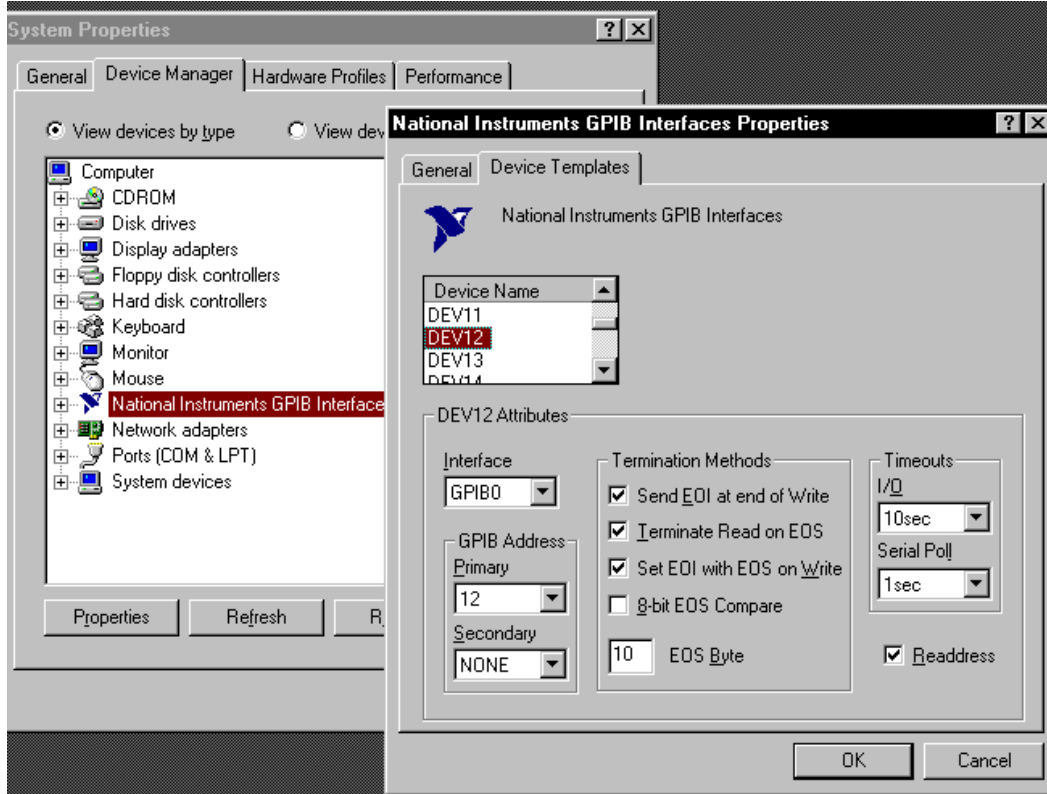 System Properties
General Device Manager Hardware Profiles Performance
View devices by type View dev
Computer
CDROM
Disk drives
Display adapters
Floppy disk controllers
Hard disk controllers
Keyboard
Monitor
Mouse
National Instruments GPIB Interface
Network adapters
Ports (COM & LPT)
System devices
Properties Refresh R
National Instruments GPIB Interfaces Properties
General Device Templates
National Instruments GPIB Interfaces
Device Name
DEV11
DEV12
DEV13
DEV14
DEV12 Attributes
Interface
GPIB0
GPIB Address
Primary
12
Secondary
NONE
Termination Methods
Send EOI at end of Write
Terminate Read on EOS
Set EOI with EOS on Write
8-bit EOS Compare
10 EOS Byte
Timeouts
I/O
10sec
Serial Poll
1sec
Readdress
OK Cancel